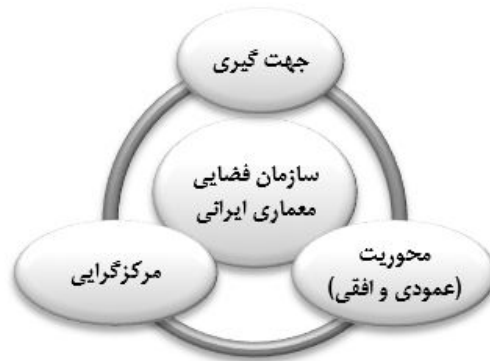 جهت گیری
سازمان فضایی
معماری ایرانی
محوریت
(عمودی و افقی)
مرکزگرایی